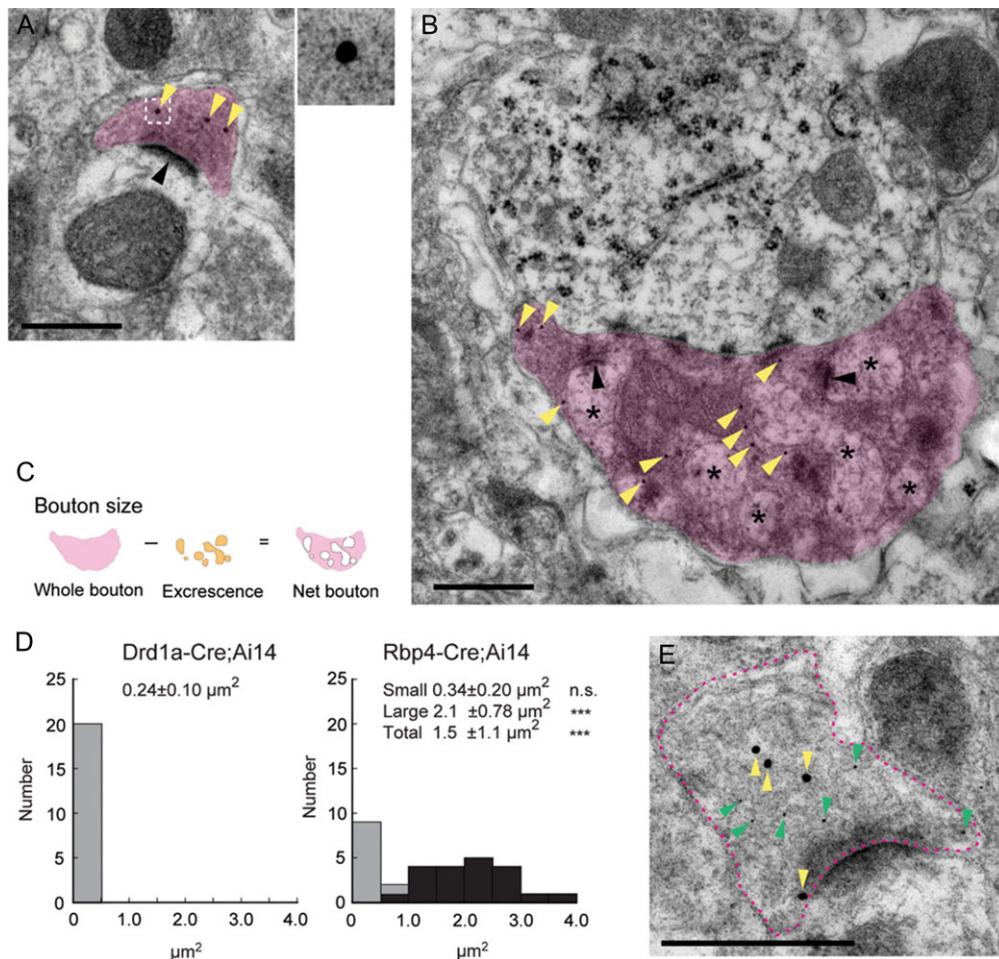 A
B
*
*
*
*
*
*
C
Bouton size
– =
Whole bouton Excrescence Net bouton
D
Drd1a-Cre;Ai14
0.24±0.10 µm2
Number
25
20
15
10
5
0
0 1.0 2.0 3.0 4.0
µm2
Rbp4-Cre;Ai14
Small 0.34±0.20 µm2 n.s.
Large 2.1 ±0.78 µm2 ***
Total 1.5 ±1.1 µm2 ***
Number
25
20
15
10
5
0
0 1.0 2.0 3.0 4.0
µm2
E